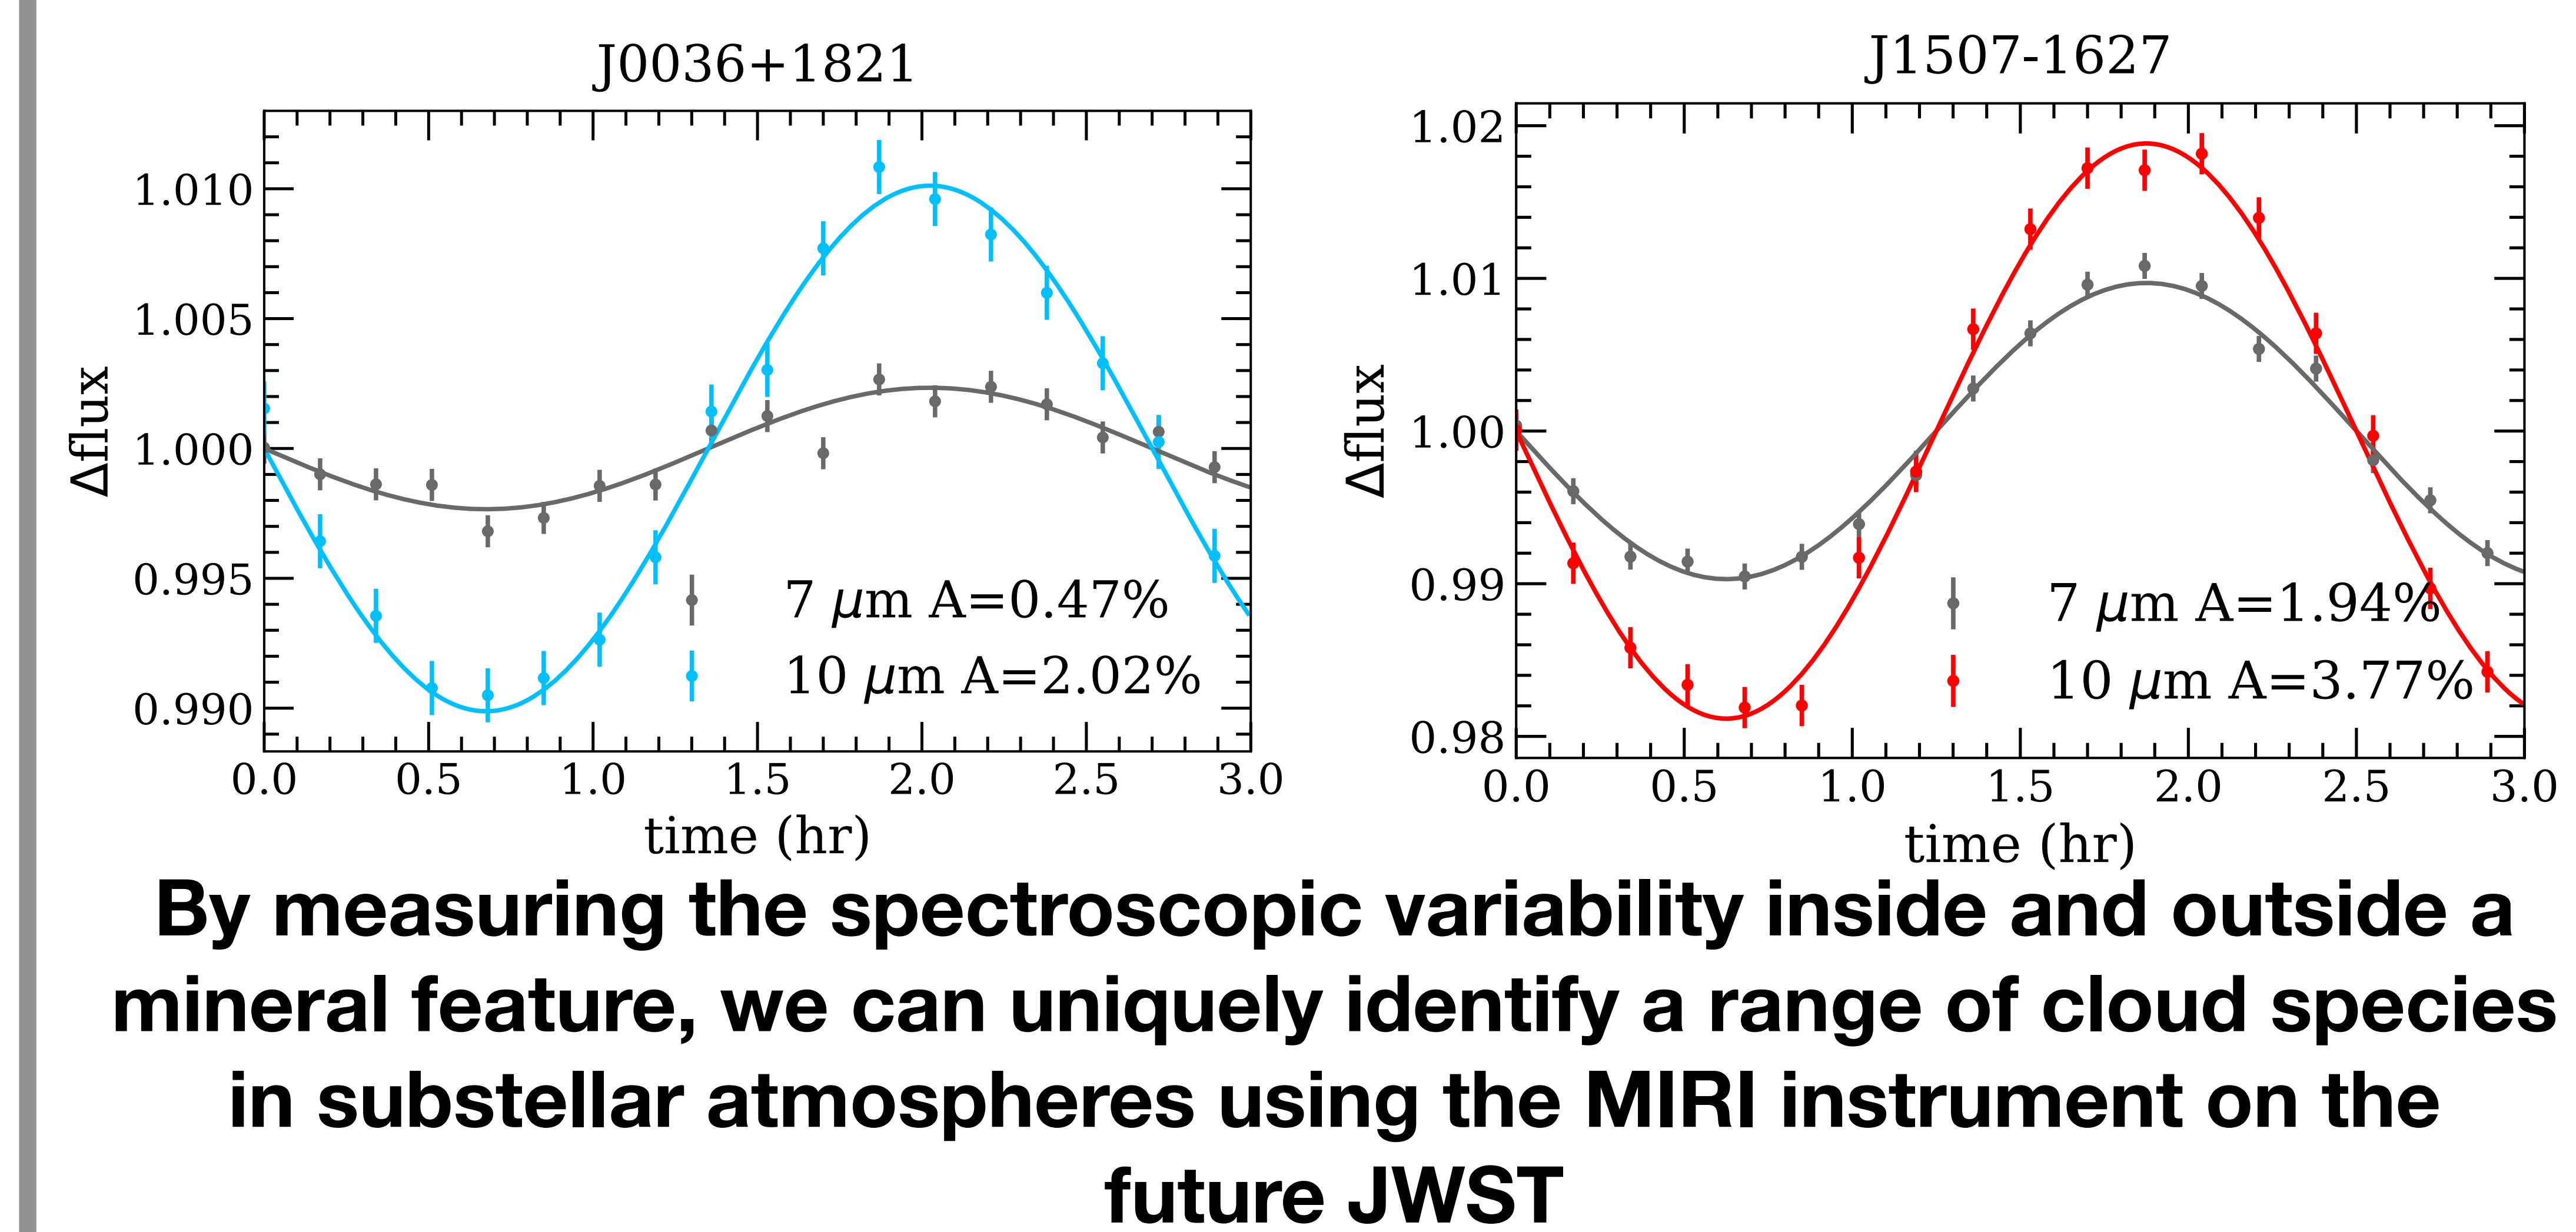 J0036+1821
1.010
1.005
1.000
0.995
0.990
Δflux
7 μm A=0.47%
10 μm A=2.02%
0.0 0.5 1.0 1.5 2.0 2.5 3.0
time (hr)
J1507-1627
1.02
1.01
1.00
0.99
0.98
Δflux
7 μm A=1.94%
10 μm A=3.77%
0.0 0.5 1.0 1.5 2.0 2.5 3.0
time (hr)
By measuring the spectroscopic variability inside and outside a
mineral feature, we can uniquely identify a range of cloud species
in substellar atmospheres using the MIRI instrument on the
future JWST